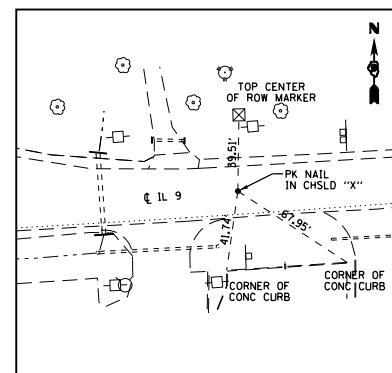 N
TOP CENTER
OF ROW MARKER
39.51'
PK NAIL
IN CHSLD "X"
℄ IL 9
67.95'
41.74'
CORNER OF
CONC CURB
CORNER OF
CONC CURB